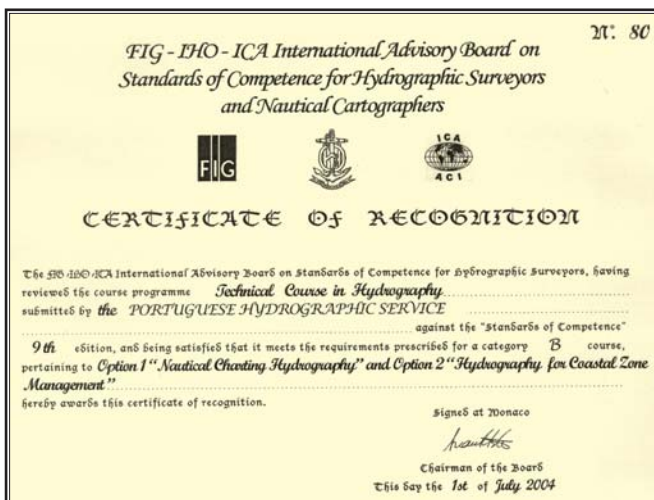 Nº 80
FIG - IHO - ICA International Advisory Board on
Standards of Competence for Hydrographic Surveyors
and Nautical Cartographers
FIG
ICA
ACI
CERTIFICATE OF RECOGNITION
The FIG-IHO-ICA International Advisory Board on Standards of Competence for Hydrographic Surveyors, having
reviewed the course programme Technical Course in Hydrography
submitted by the PORTUGUESE HYDROGRAPHIC SERVICE
against the "Standards of Competence"
9th edition, and being satisfied that it meets the requirements prescribed for a category B course,
pertaining to Option 1 "Nautical Charting Hydrography" and Option 2 "Hydrography for Coastal Zone
Management"
hereby awards this certificate of recognition.
Signed at Monaco
Chairman of the Board
This day the 1st of July 2004